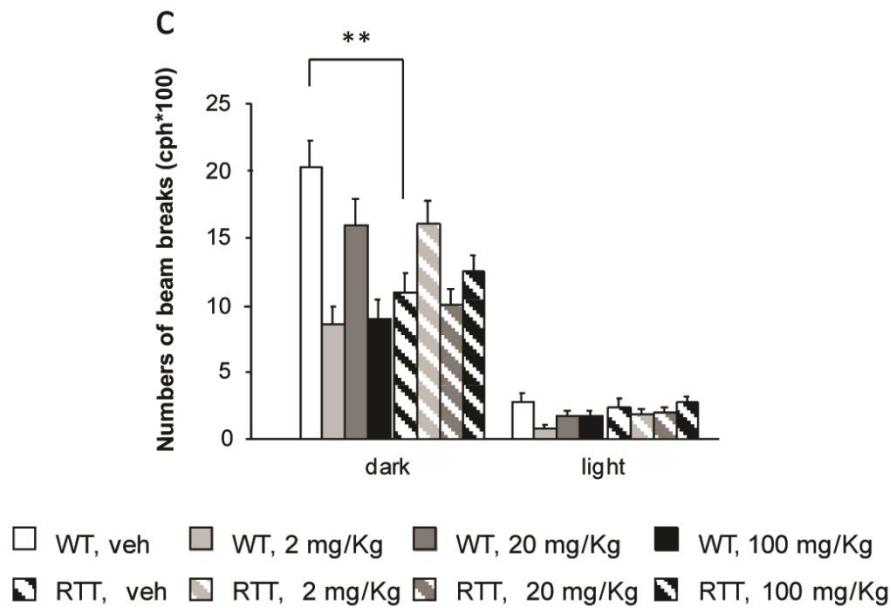 C
**
Numbers of beam breaks (cph*100)
25
20
15
10
5
0
dark light
WT, veh WT, 2 mg/Kg WT, 20 mg/Kg WT, 100 mg/Kg
RTT, veh RTT, 2 mg/Kg RTT, 20 mg/Kg RTT, 100 mg/Kg